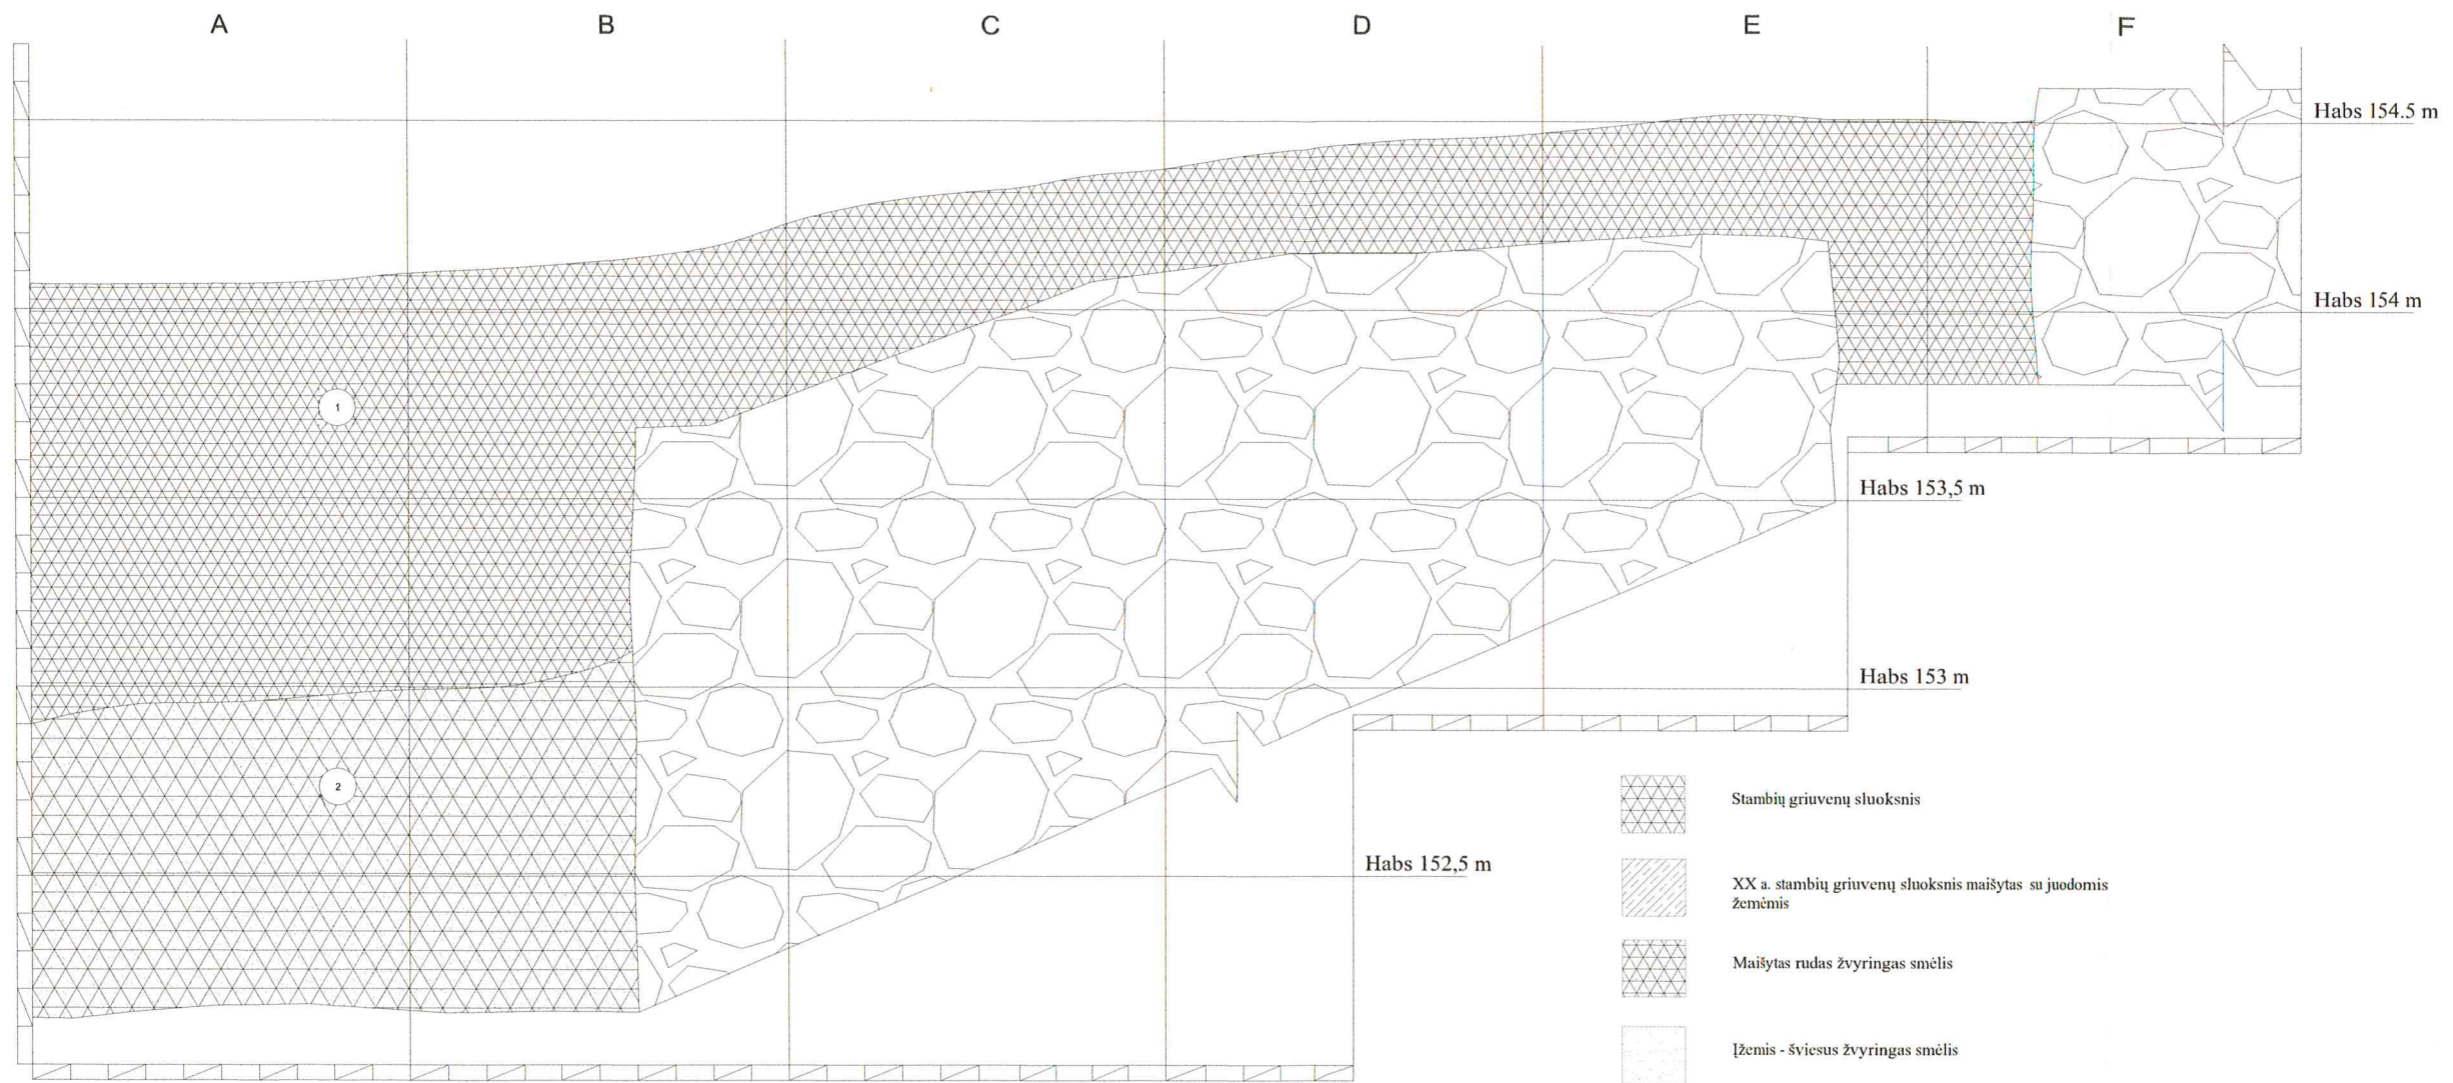 A B C D E F
Habs 154.5 m
Habs 154 m
1
Habs 153,5 m
Habs 153 m
2
Habs 152,5 m
Stambių griuvenų sluoksnis
XX a. stambių griuvenų sluoksnis maišytas su juodomis
žemėmis
Maišytas rudas žvyringas smėlis
Įžemis - šviesus žvyringas smėlis